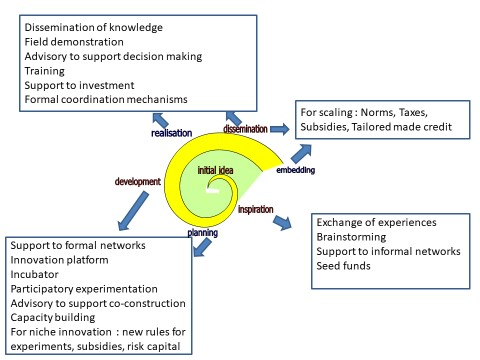 Dissemination of knowledge
Field demonstration
Advisory to support decision making
Training
Support to investment
Formal coordination mechanisms
For scaling : Norms, Taxes,
Subsidies, Tailored made credit
realisation
dissemination
embedding
initial idea
development
inspiration
planning
Exchange of experiences
Brainstorming
Support to informal networks
Seed funds
Support to formal networks
Innovation platform
Incubator
Participatory experimentation
Advisory to support co-construction
Capacity building
For niche innovation : new rules for
experiments, subsidies, risk capital